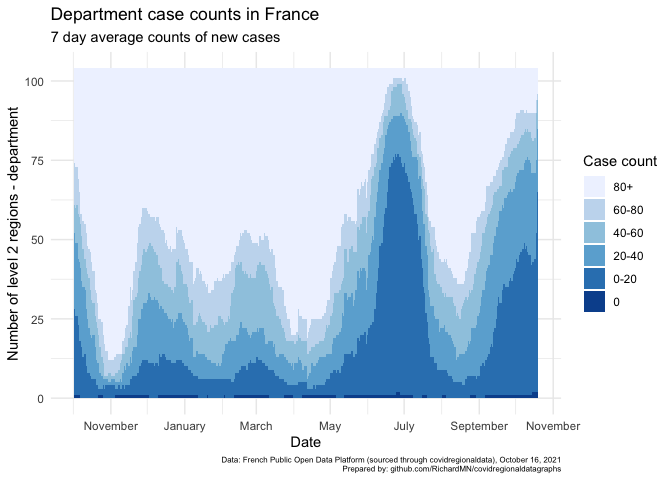 Department case counts in France
7 day average counts of new cases
Number of level 2 regions - department
100
75
50
25
0
November January March May July September November
Date
Case count
80+
60-80
40-60
20-40
0-20
0
Data: French Public Open Data Platform (sourced through covidregionaldata), October 16, 2021
Prepared by: github.com/RichardMN/covidregionaldatagraphs